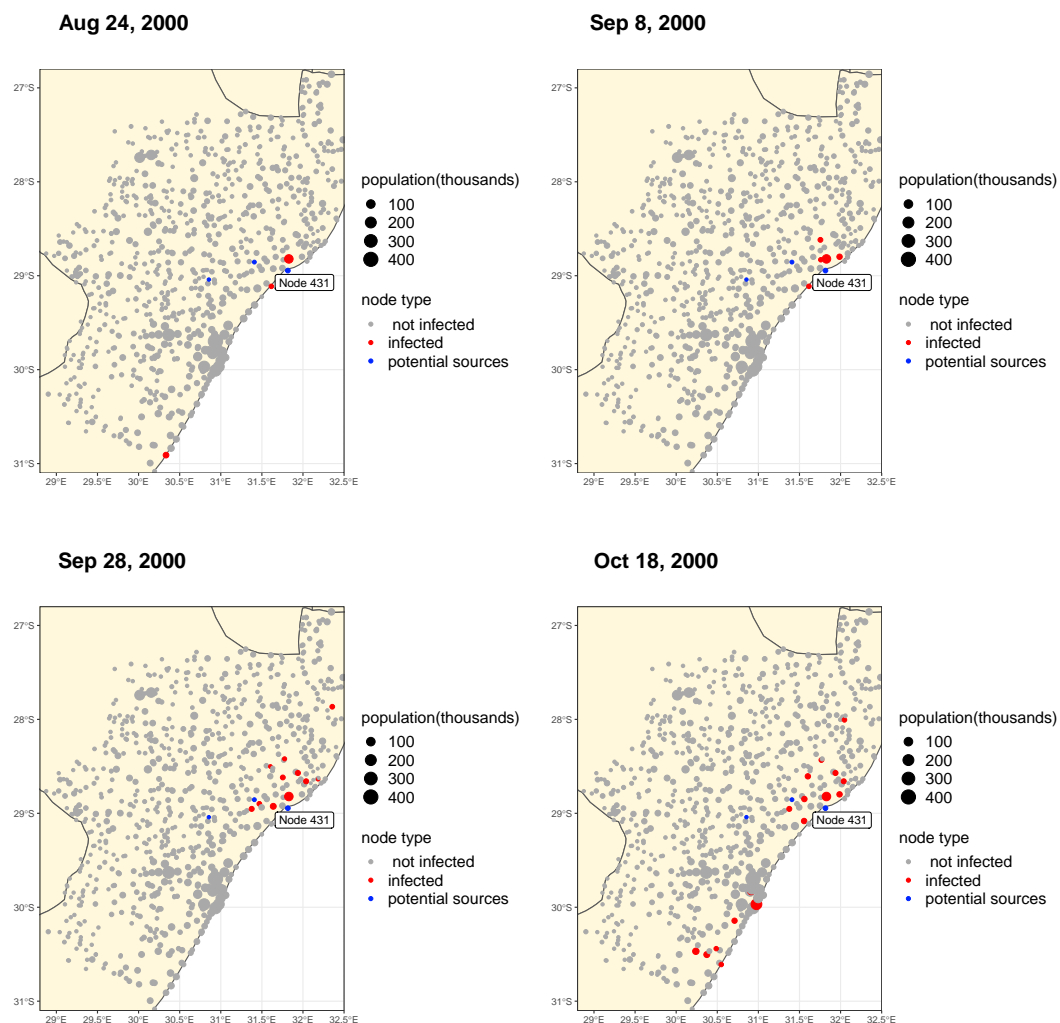 Aug 24, 2000
27°S
28°S
29°S
30°S
31°S
29°E
29.5°E
30°E
30.5°E
31°E
31.5°E
32°E
32.5°E
Node 431
population(thousands)
100
200
300
400
node type
not infected
infected
potential sources
Sep 8, 2000
27°S
28°S
29°S
30°S
31°S
29°E
29.5°E
30°E
30.5°E
31°E
31.5°E
32°E
32.5°E
Node 431
population(thousands)
100
200
300
400
node type
not infected
infected
potential sources
Sep 28, 2000
27°S
28°S
29°S
30°S
31°S
29°E
29.5°E
30°E
30.5°E
31°E
31.5°E
32°E
32.5°E
Node 431
population(thousands)
100
200
300
400
node type
not infected
infected
potential sources
Oct 18, 2000
27°S
28°S
29°S
30°S
31°S
29°E
29.5°E
30°E
30.5°E
31°E
31.5°E
32°E
32.5°E
Node 431
population(thousands)
100
200
300
400
node type
not infected
infected
potential sources